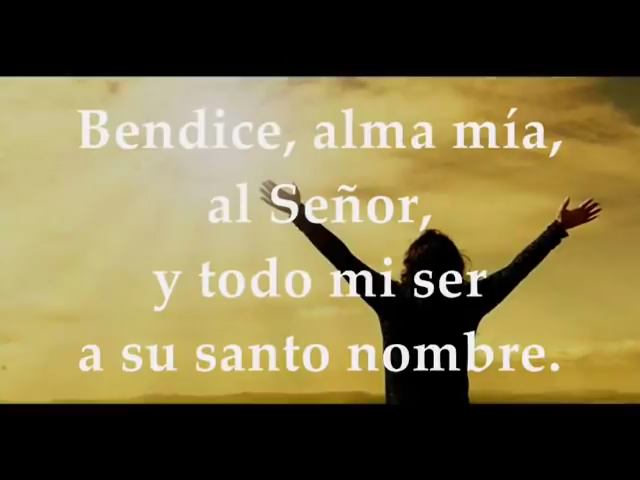 Bendice, alma mía,
al Señor,
y todo mi ser
a su santo nombre.